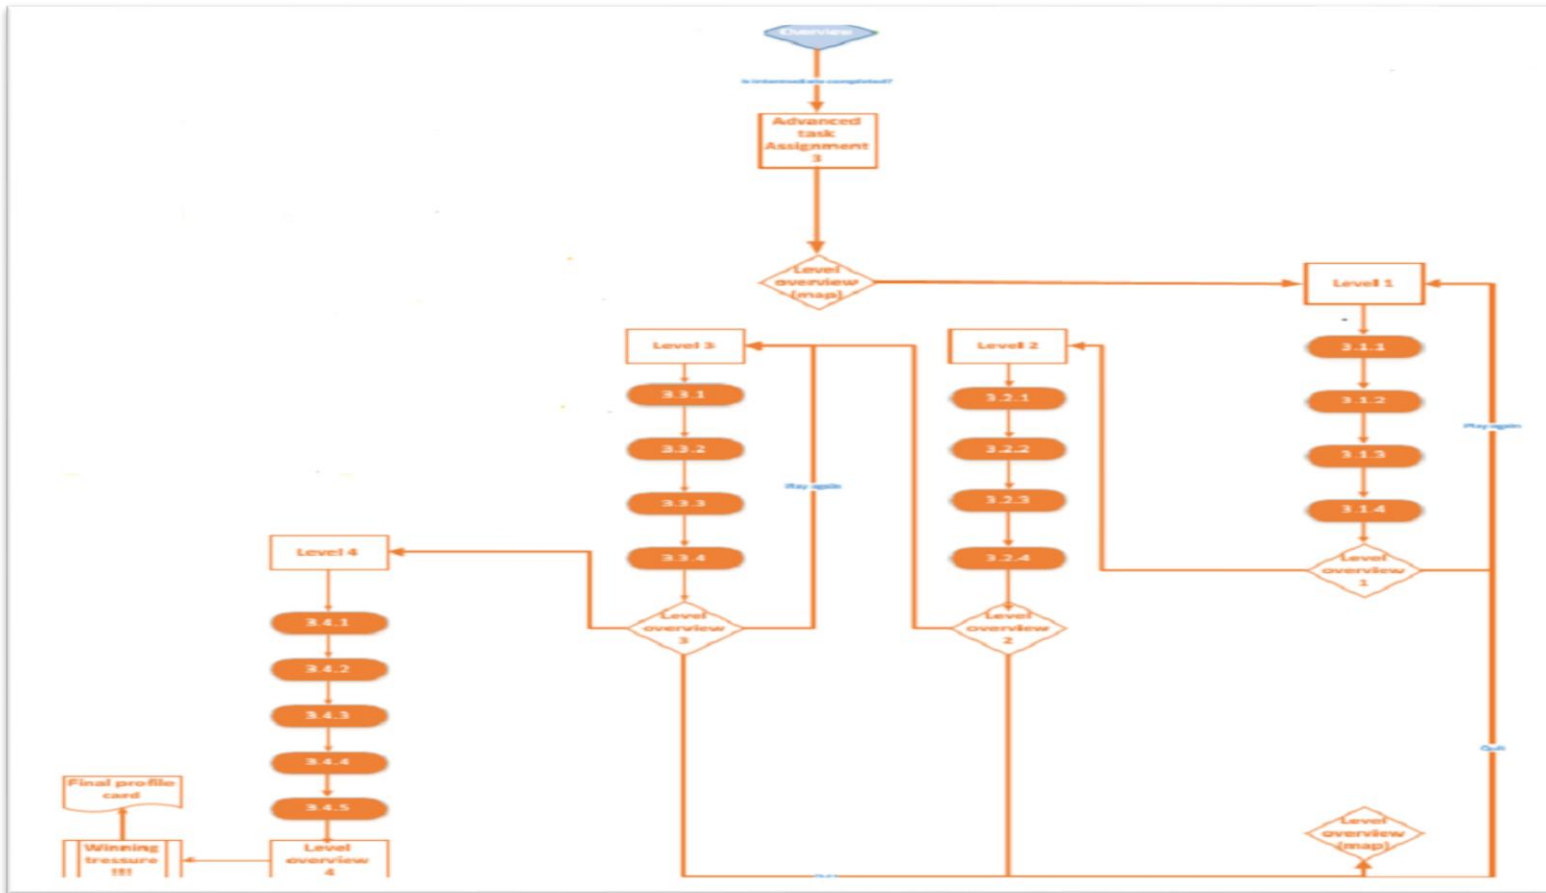 Overview
Is intermediate completed?
Advanced
task
Assignment
3
Level
overview
(map)
Level 1
3.1.1
3.1.2
3.1.3
3.1.4
Level
overview
1
Play again
Quit
Level 2
3.2.1
3.2.2
3.2.3
3.2.4
Level
overview
2
Level 3
3.3.1
3.3.2
3.3.3
3.3.4
Level
overview
3
Play again
Level 4
3.4.1
3.4.2
3.4.3
3.4.4
3.4.5
Level
overview
4
Winning
tressure
!!!!
Final profile
card
Level
overview
(map)
Quit